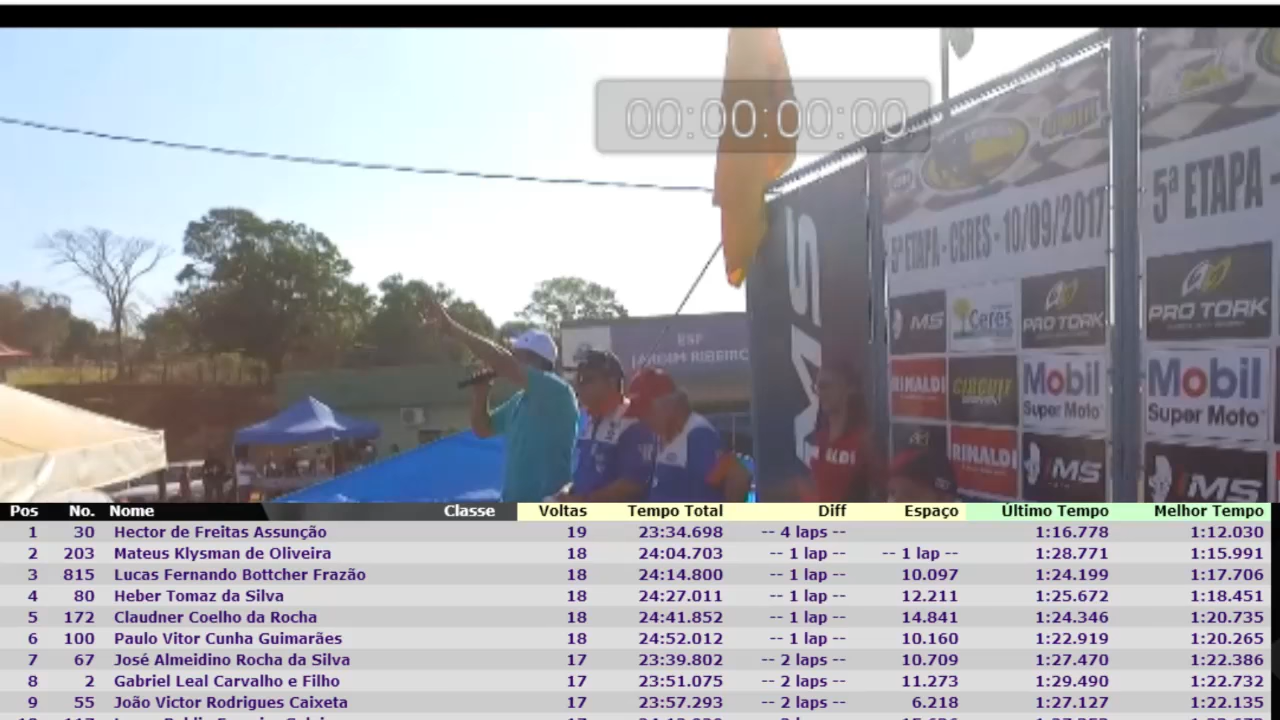 00:00:00:00
5ª ETAPA - CERES - 10/09/2017
5ª ETAPA -
MS
MS
Ceres
PRO TORK
PRO TORK
RINALDI
CIRCUIT
Mobil
Super Moto
Mobil
Super Moto
RINALDI
IMS
IMS
Pos No. Nome Classe Voltas Tempo Total Diff Espaço Último Tempo Melhor Tempo
1 30 Hector de Freitas Assunção 19 23:34.698 -- 4 laps -- 1:16.778 1:12.030
2 203 Mateus Klysman de Oliveira 18 24:04.703 -- 1 lap -- -- 1 lap -- 1:28.771 1:15.991
3 815 Lucas Fernando Bottcher Frazão 18 24:14.800 -- 1 lap -- 10.097 1:24.199 1:17.706
4 80 Heber Tomaz da Silva 18 24:27.011 -- 1 lap -- 12.211 1:25.672 1:18.451
5 172 Claudner Coelho da Rocha 18 24:41.852 -- 1 lap -- 14.841 1:24.346 1:20.735
6 100 Paulo Vitor Cunha Guimarães 18 24:52.012 -- 1 lap -- 10.160 1:22.919 1:20.265
7 67 José Almeidino Rocha da Silva 17 23:39.802 -- 2 laps -- 10.709 1:27.470 1:22.386
8 2 Gabriel Leal Carvalho e Filho 17 23:51.075 -- 2 laps -- 11.273 1:29.490 1:22.732
9 55 João Victor Rodrigues Caixeta 17 23:57.293 -- 2 laps -- 6.218 1:27.127 1:22.135